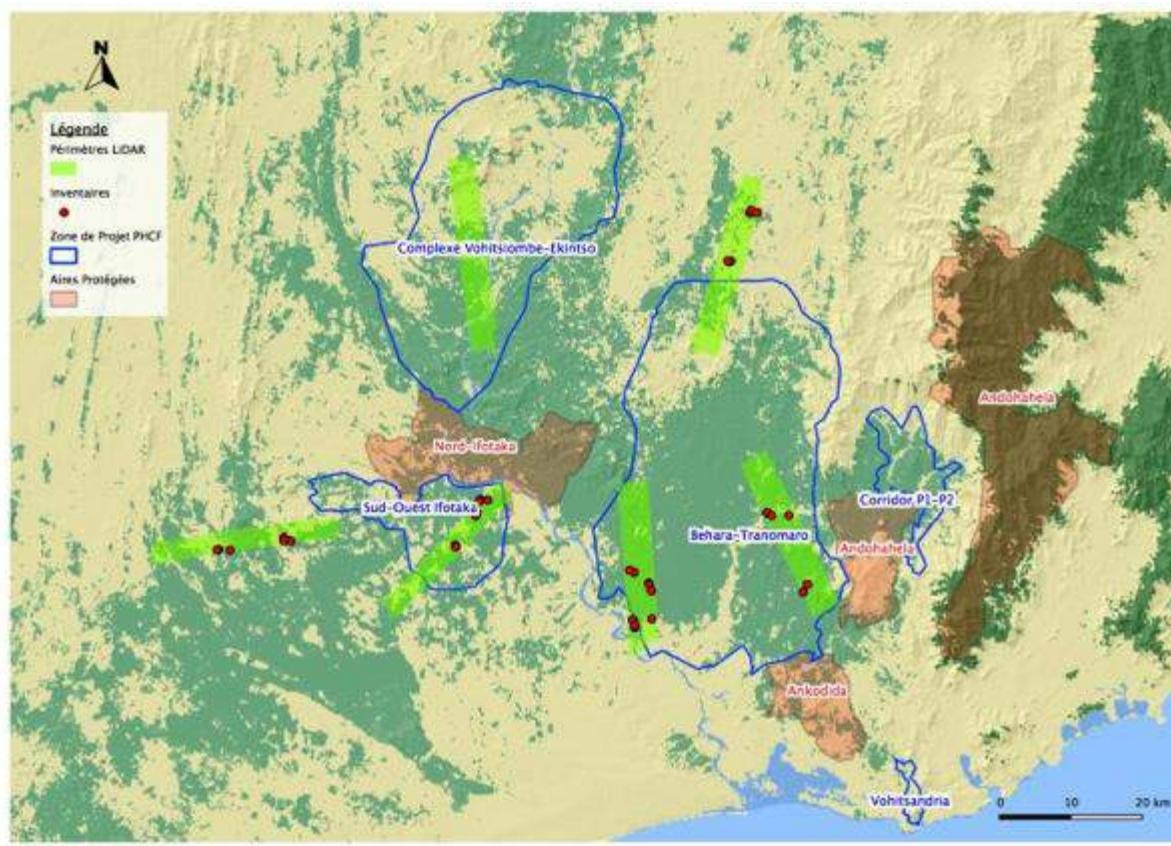 N
Légende
Périmètres LiDAR
Inventaires
Zone de Projet PHCF
Aires Protégées
Complexe Vohitsiombe-Ekintso
Andohahela
Nord-Ifotaka
Sud-Ouest Ifotaka
Corridor P1-P2
Behara-Tranomaro
Andohahela
Ankodida
Vohitsandria
0 10 20 km